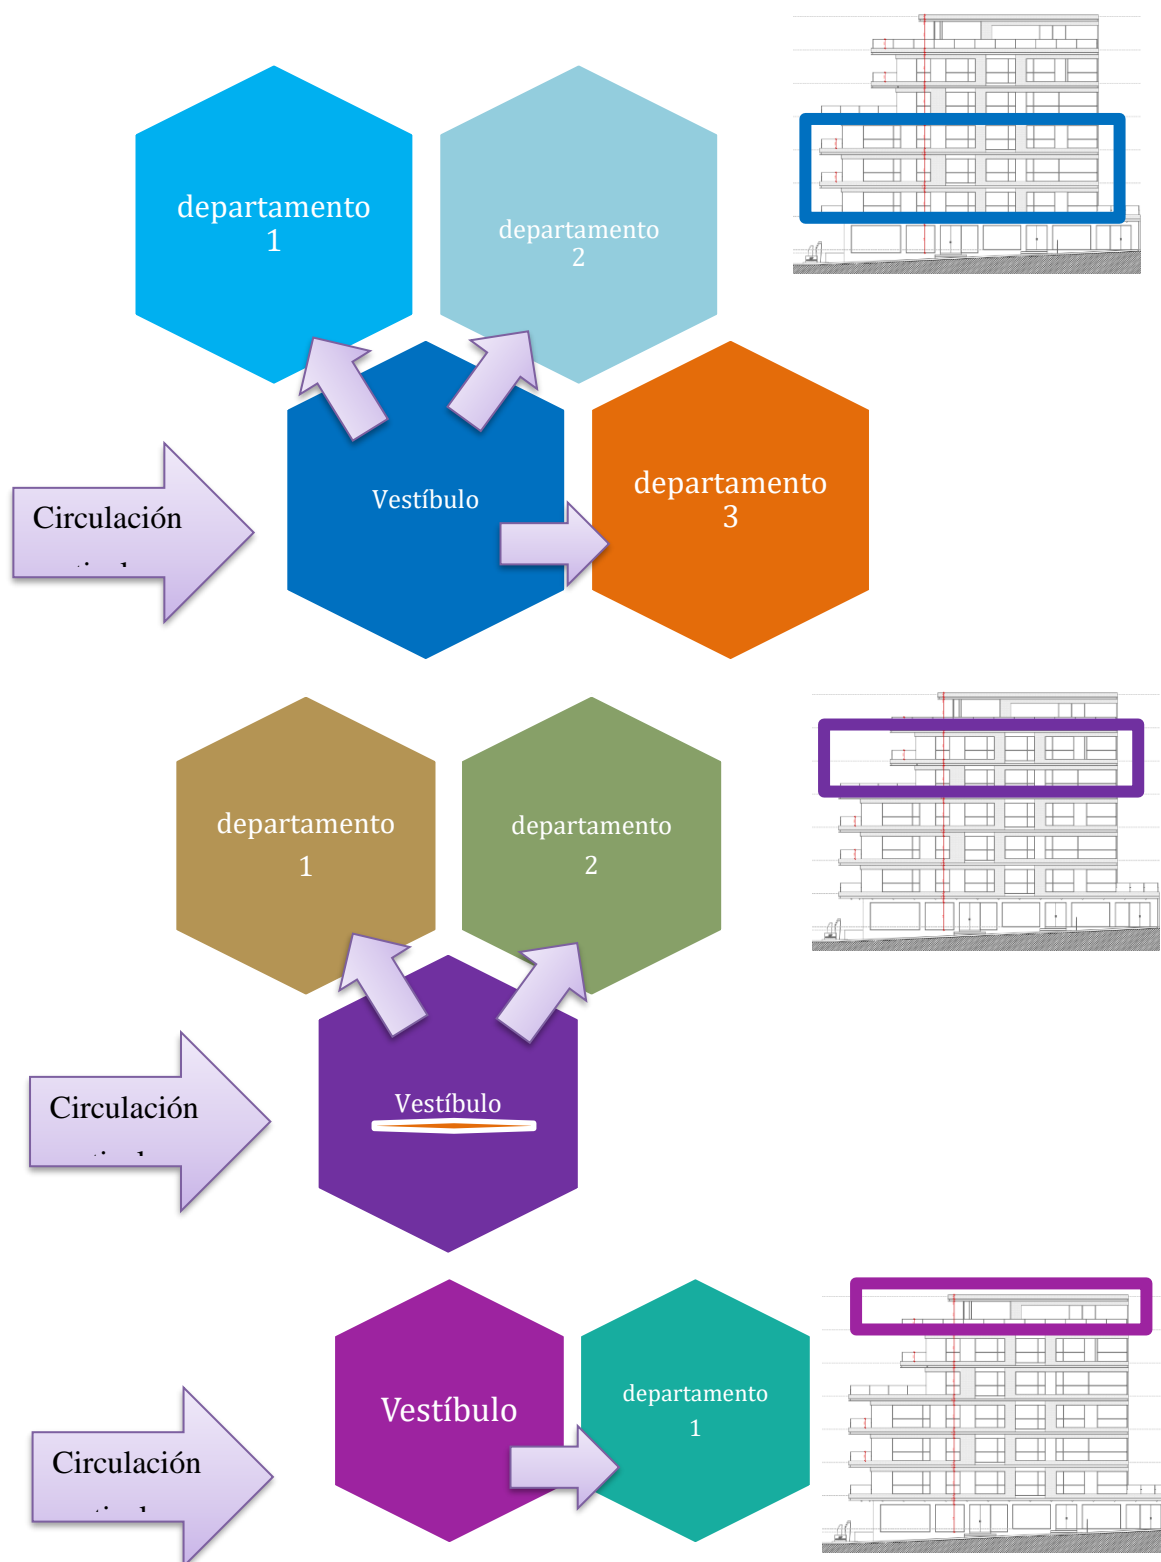 departamento
1
departamento
2
Vestíbulo
departamento
3
Circulación
departamento
1
departamento
2
Vestíbulo
Circulación
Vestíbulo
departamento
1
Circulación